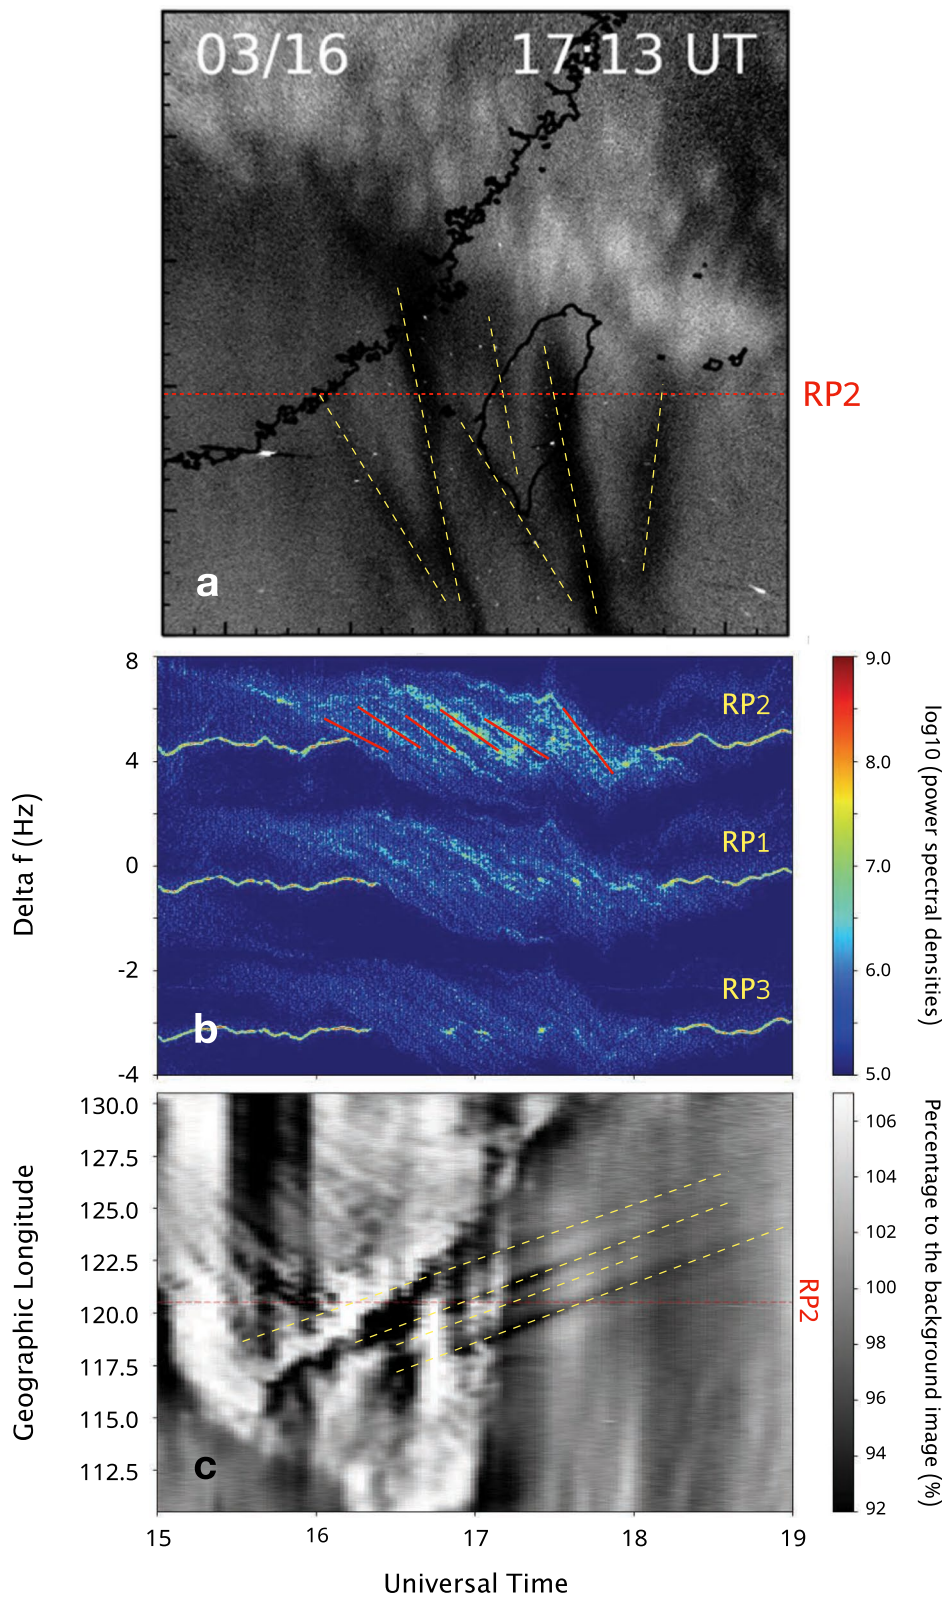 03/16
17:13 UT
RP2
a
8
4
0
-2
-4
Delta f (Hz)
RP2
RP1
RP3
b
9.0
8.0
7.0
6.0
5.0
log10 (power spectral densities)
130.0
127.5
125.0
122.5
120.0
117.5
115.0
112.5
Geographic Longitude
c
RP2
106
104
102
100
98
96
94
92
Percentage to the background image (%)
15
16
17
18
19
Universal Time